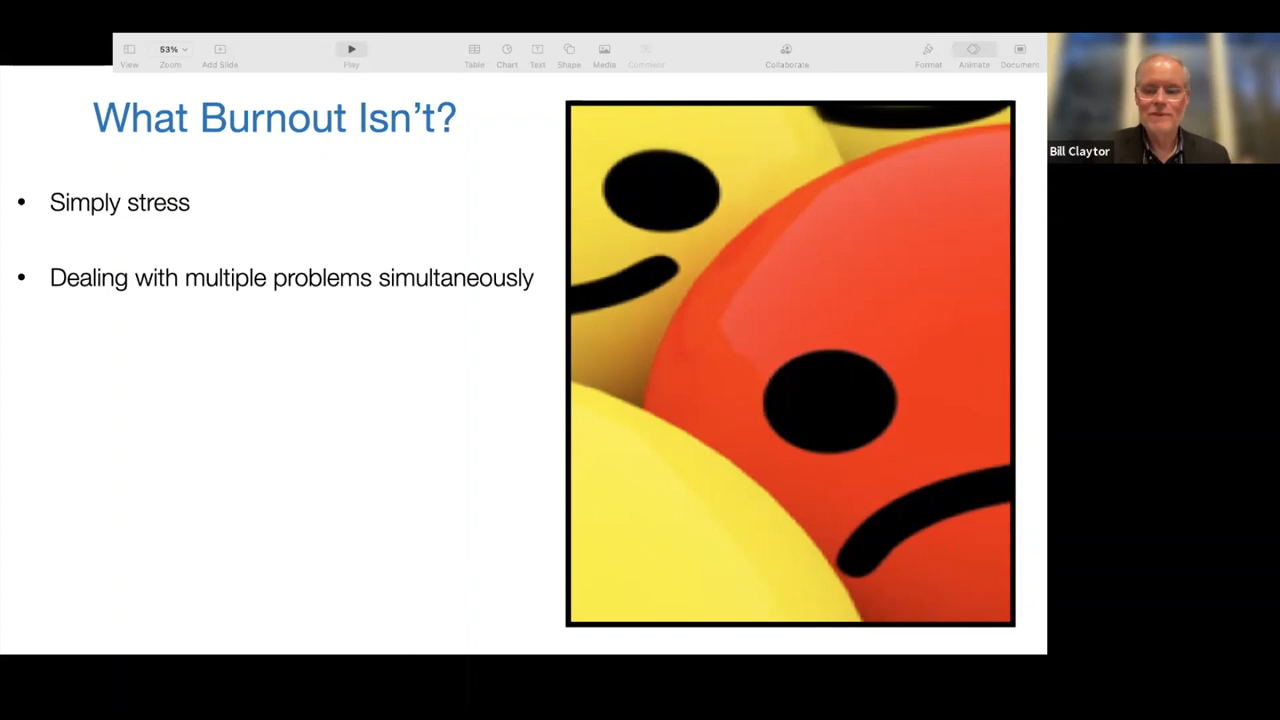 53%
View
Zoom
Add Slide
Play
Table
Chart
Text
Shape
Media
Comment
Collaborate
Format
Animate
Document
What Burnout Isn't?
• Simply stress
• Dealing with multiple problems simultaneously
Bill Claytor